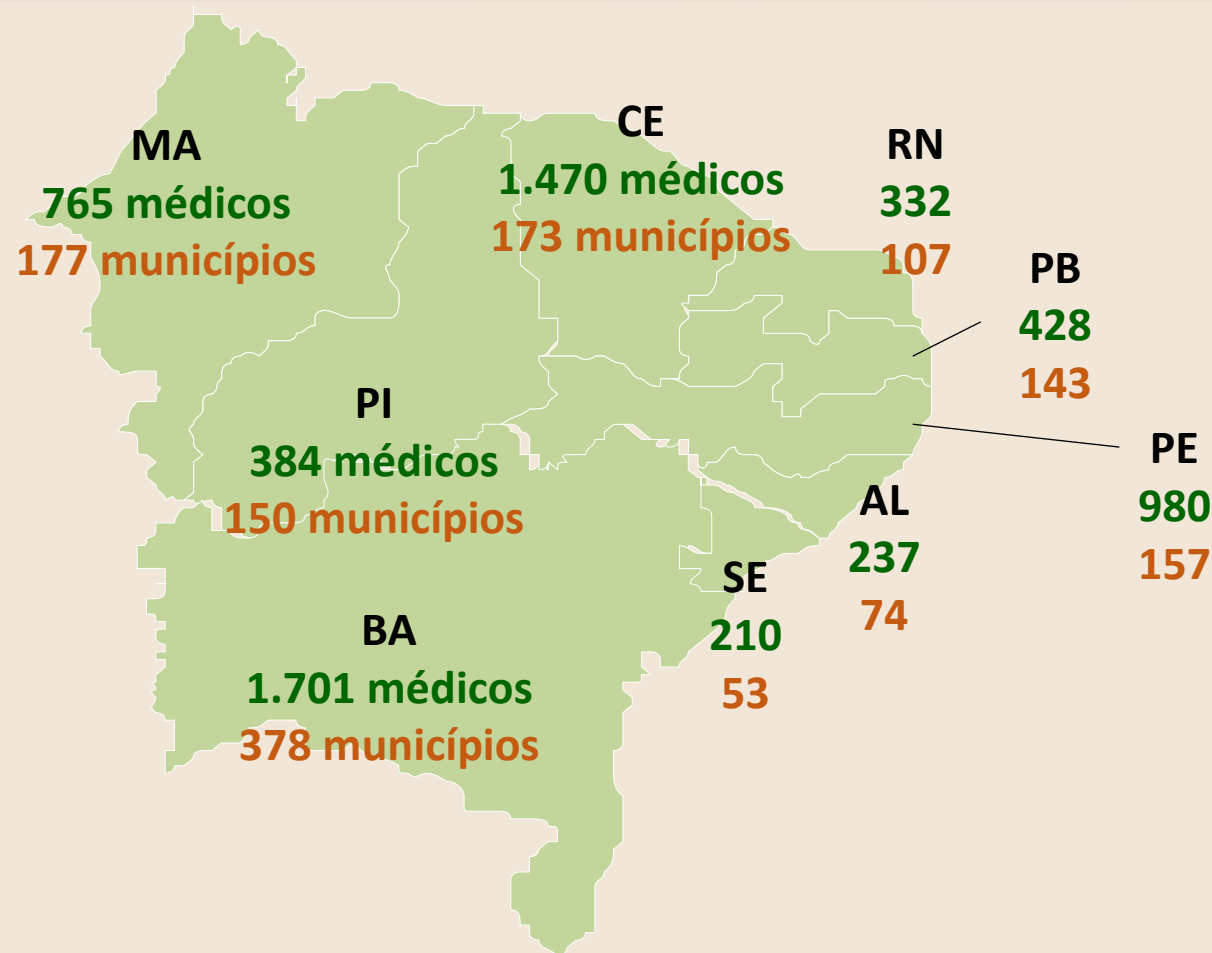 MA
765 médicos
177 municípios
CE
1.470 médicos
173 municípios
RN
332
107
PB
428
143
PI
384 médicos
150 municípios
PE
980
157
AL
237
74
SE
210
53
BA
1.701 médicos
378 municípios